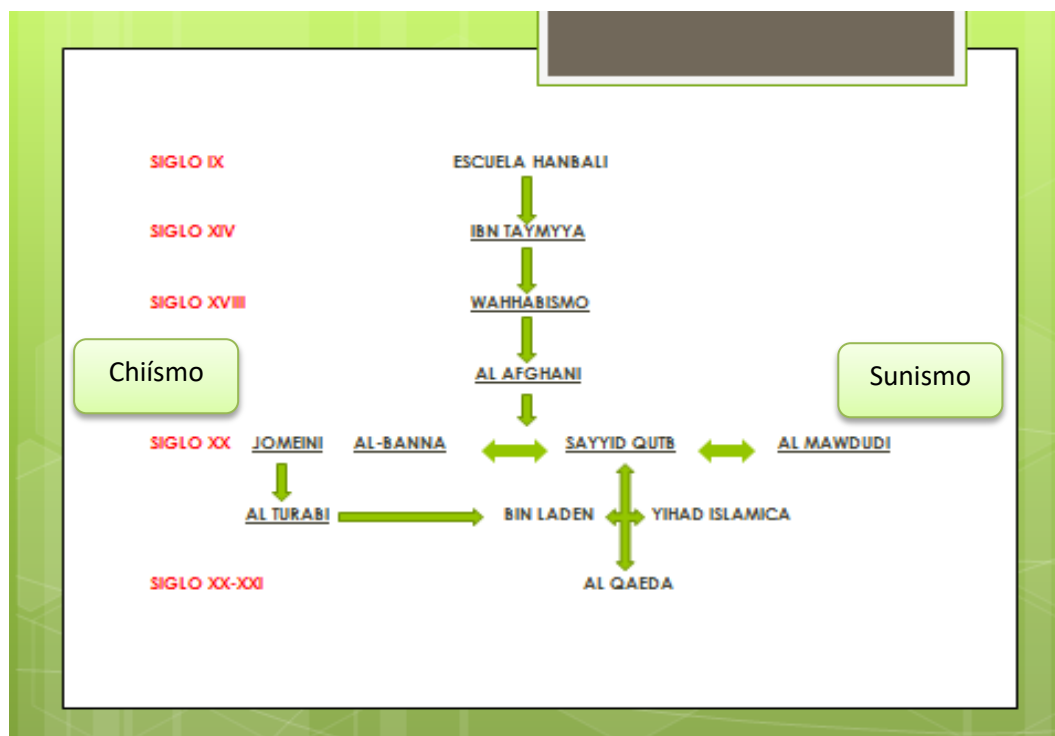 SIGLO IX ESCUELA HANBALI
SIGLO XIV IBN TAYMYYA
SIGLO XVIII WAHHABISMO
Chiísmo AL AFGHANI Sunismo
SIGLO XX JOMEINI AL-BANNA SAYYID QUTB AL MAWDUDI
AL TURABI BIN LADEN YIHAD ISLAMICA
SIGLO XX-XXI AL QAEDA